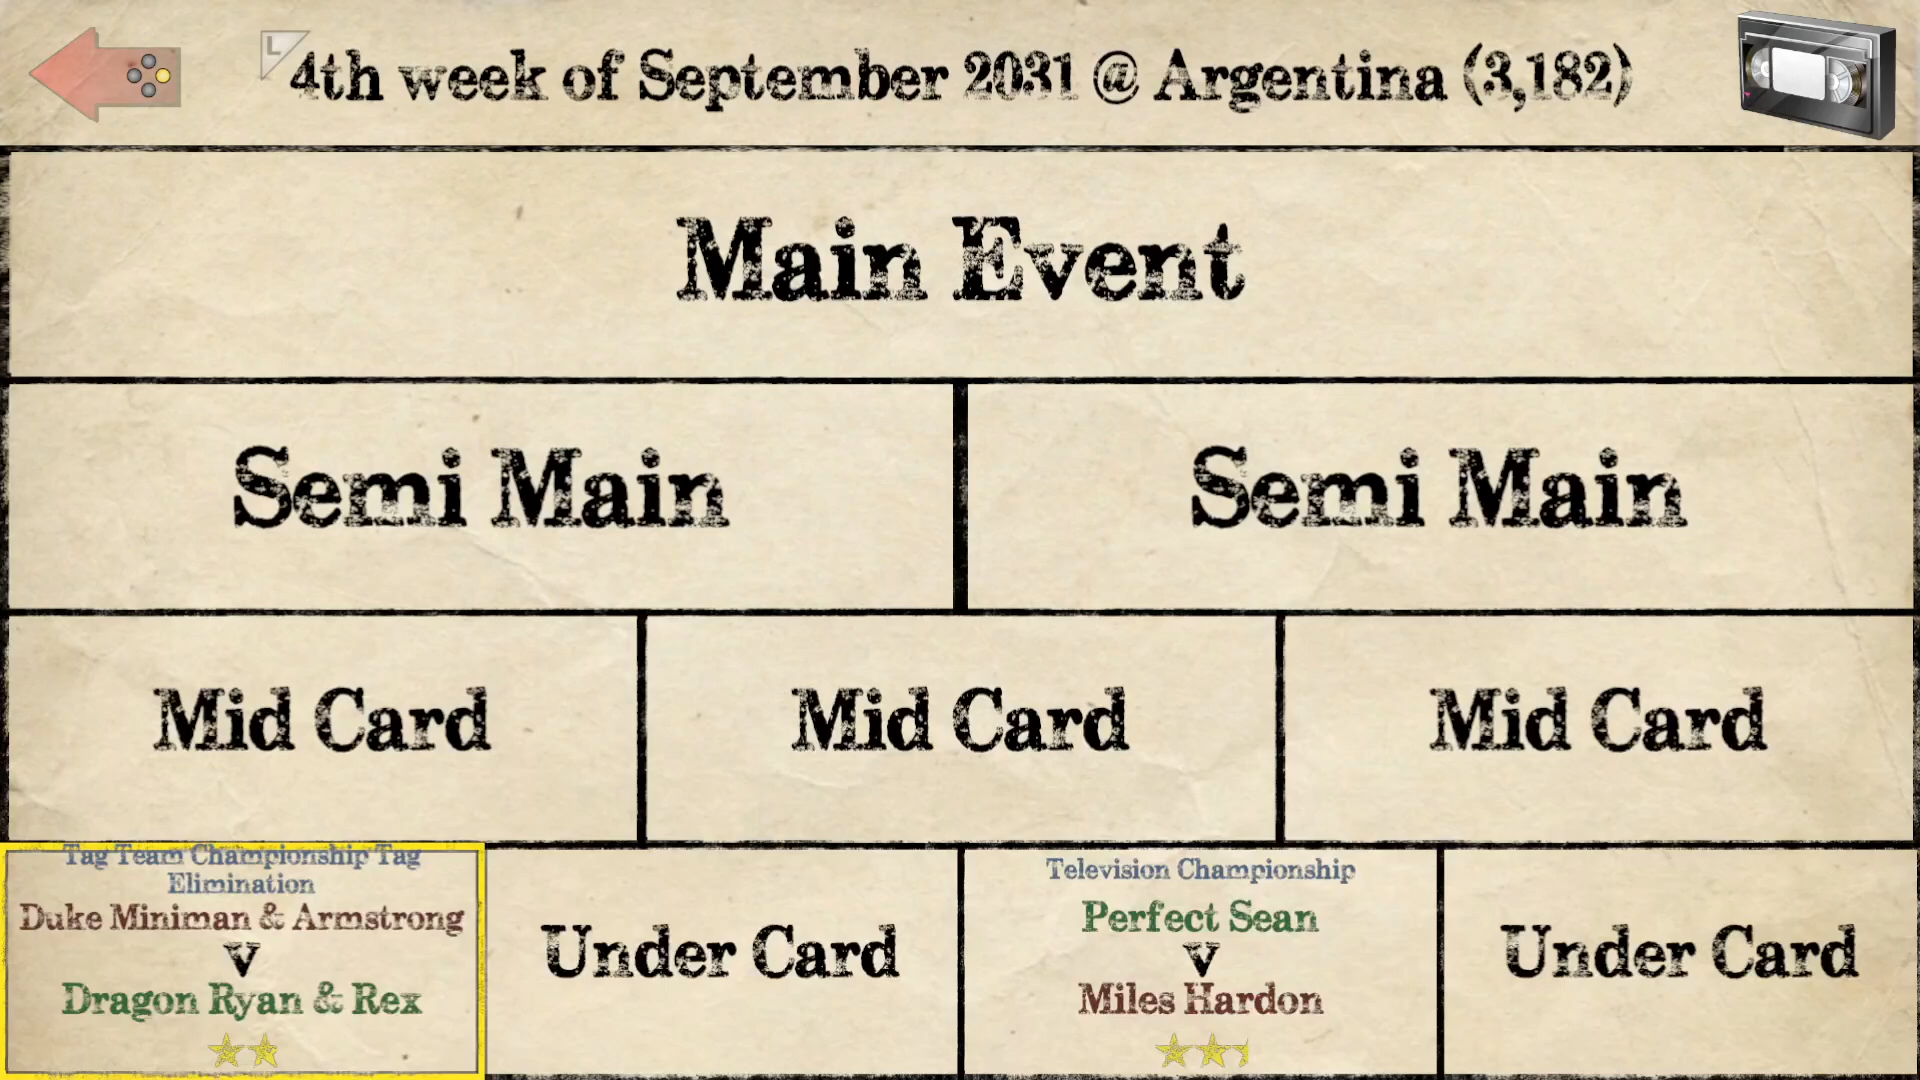 L
4th week of September 2031 @ Argentina (3,182)
Main Event
Semi Main
Semi Main
Mid Card
Mid Card
Mid Card
Tag Team Championship Tag
Elimination
Duke Miniman & Armstrong
v
Dragon Ryan & Rex
Under Card
Television Championship
Perfect Sean
v
Miles Hardon
Under Card